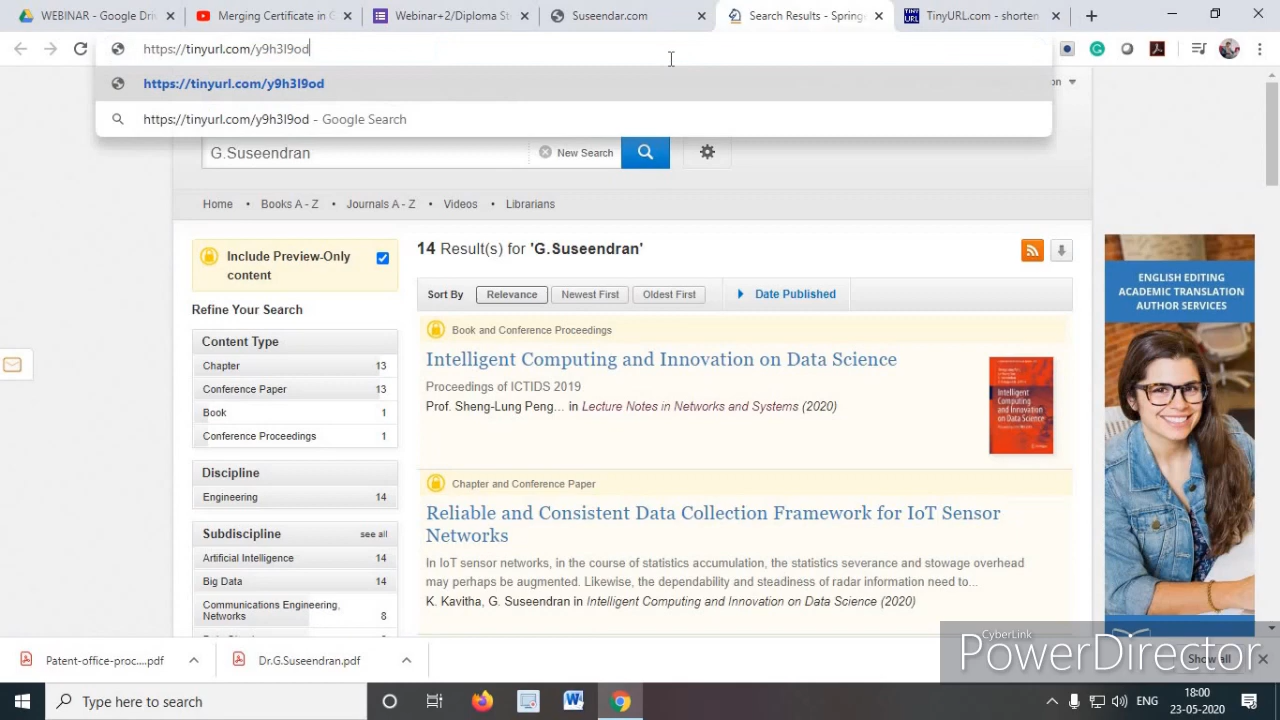 WEBINAR - Google Driv
Merging Certificate in G
Webinar+2/Diploma St
Suseendar.com
Search Results - Spring
TinyURL.com - shorten
https://tinyurl.com/y9h3l9od
https://tinyurl.com/y9h3l9od
https://tinyurl.com/y9h3l9od - Google Search
on
G.Suseendran
New Search
Home • Books A - Z • Journals A - Z • Videos • Librarians
Include Preview-Only content
14 Result(s) for 'G.Suseendran'
Refine Your Search
Sort By Relevance Newest First Oldest First Date Published
Content Type
Chapter 13
Conference Paper 13
Book 1
Conference Proceedings 1
Discipline
Engineering 14
Subdiscipline see all
Artificial Intelligence 14
Big Data 14
Communications Engineering, Networks 8
Book and Conference Proceedings
Intelligent Computing and Innovation on Data Science
Proceedings of ICTIDS 2019
Prof. Sheng-Lung Peng... in Lecture Notes in Networks and Systems (2020)
Intelligent
Computing
and Innovation
on Data Science
Chapter and Conference Paper
Reliable and Consistent Data Collection Framework for IoT Sensor
Networks
In IoT sensor networks, in the course of statistics accumulation, the statistics severance and stowage overhead
may perhaps be augmented. Likewise, the dependability and steadiness of radar information need to...
K. Kavitha, G. Suseendran in Intelligent Computing and Innovation on Data Science (2020)
ENGLISH EDITING
ACADEMIC TRANSLATION
AUTHOR SERVICES
CyberLink
PowerDirector
Patent-office-proc....pdf
Dr.G.Suseendran.pdf
Show all
Type here to search
ENG
18:00
23-05-2020